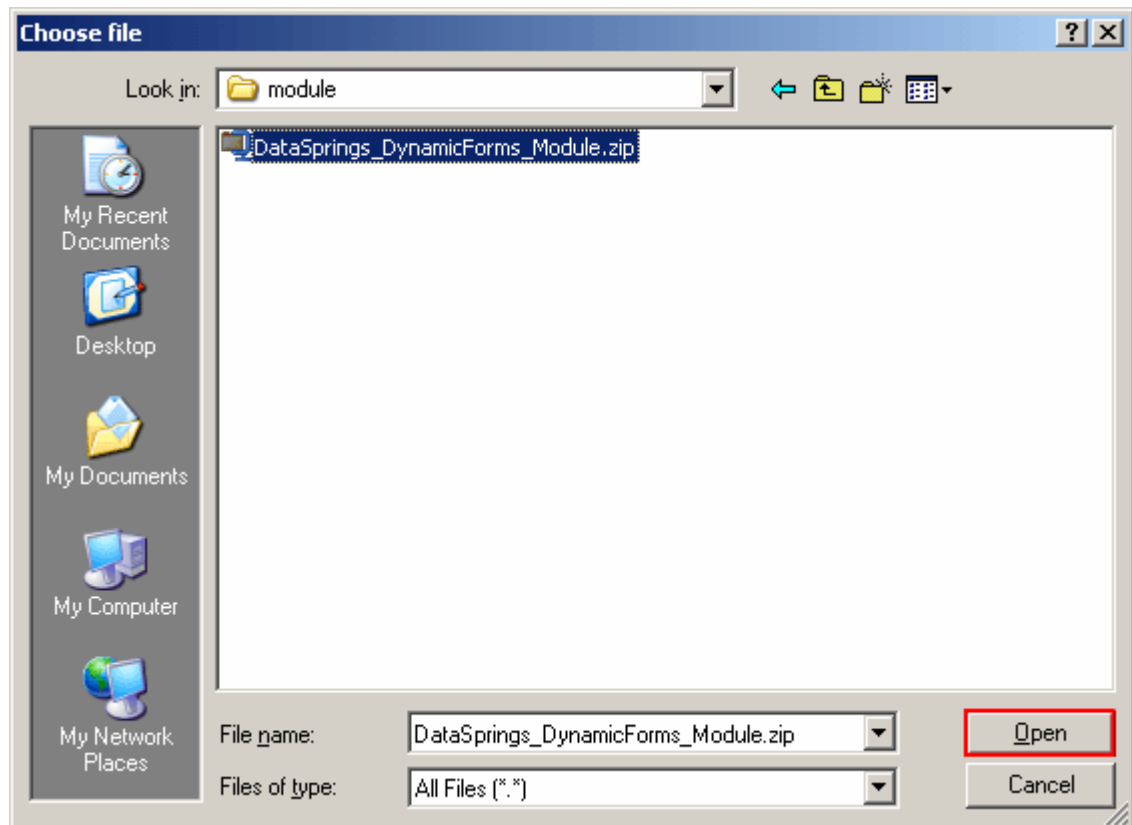 Choose file
Look in:
module
DataSprings_DynamicForms_Module.zip
My Recent
Documents
Desktop
My Documents
My Computer
My Network
Places
File name:
DataSprings_DynamicForms_Module.zip
Open
Files of type:
All Files (*.*)
Cancel